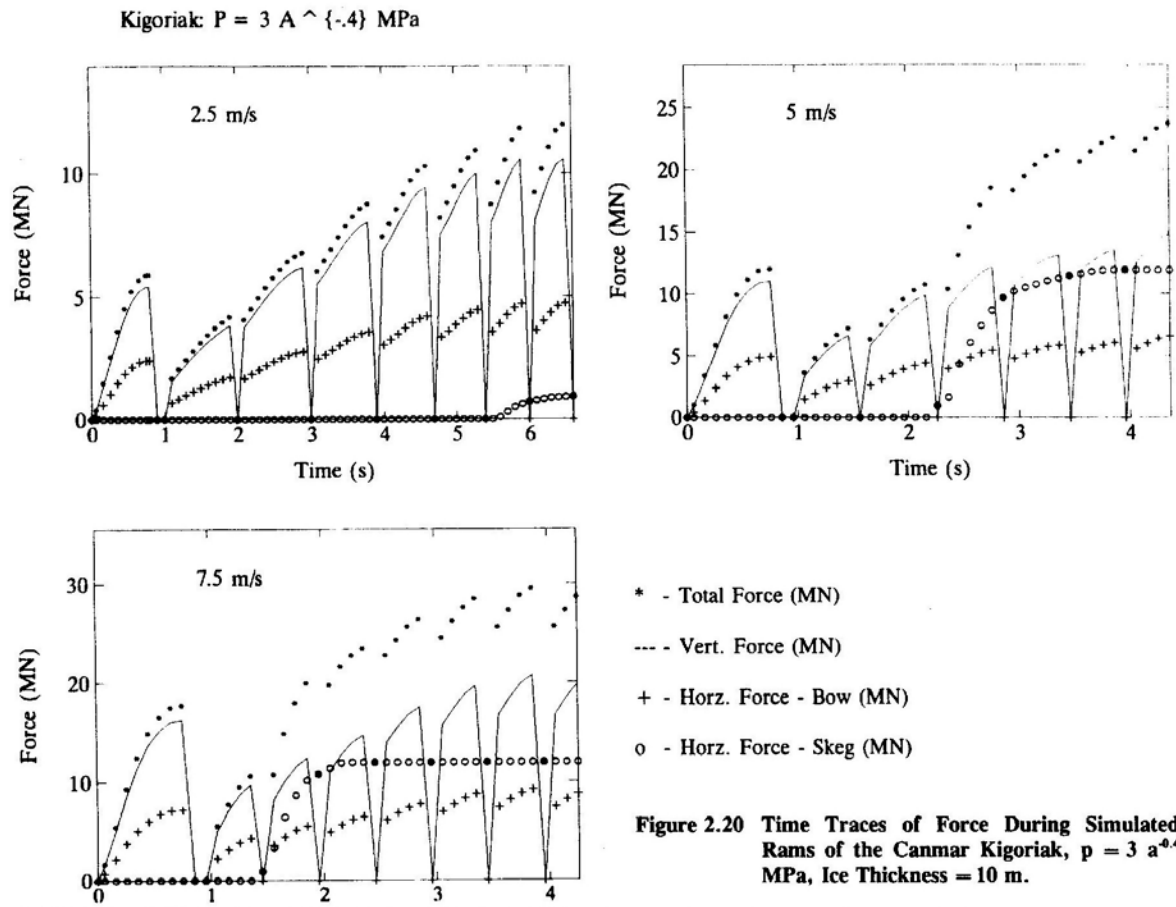 Kigoriak: P = 3 A ^ {-.4} MPa
2.5 m/s
10
5
0
Force (MN)
0 1 2 3 4 5 6
Time (s)
5 m/s
25
20
15
10
5
0
Force (MN)
0 1 2 3 4
Time (s)
7.5 m/s
30
20
10
0
Force (MN)
0 1 2 3 4
* - Total Force (MN)
--- - Vert. Force (MN)
+ - Horz. Force - Bow (MN)
o - Horz. Force - Skeg (MN)
Figure 2.20 Time Traces of Force During Simulated
Rams of the Canmar Kigoriak, p = 3 a^-0.4
MPa, Ice Thickness = 10 m.